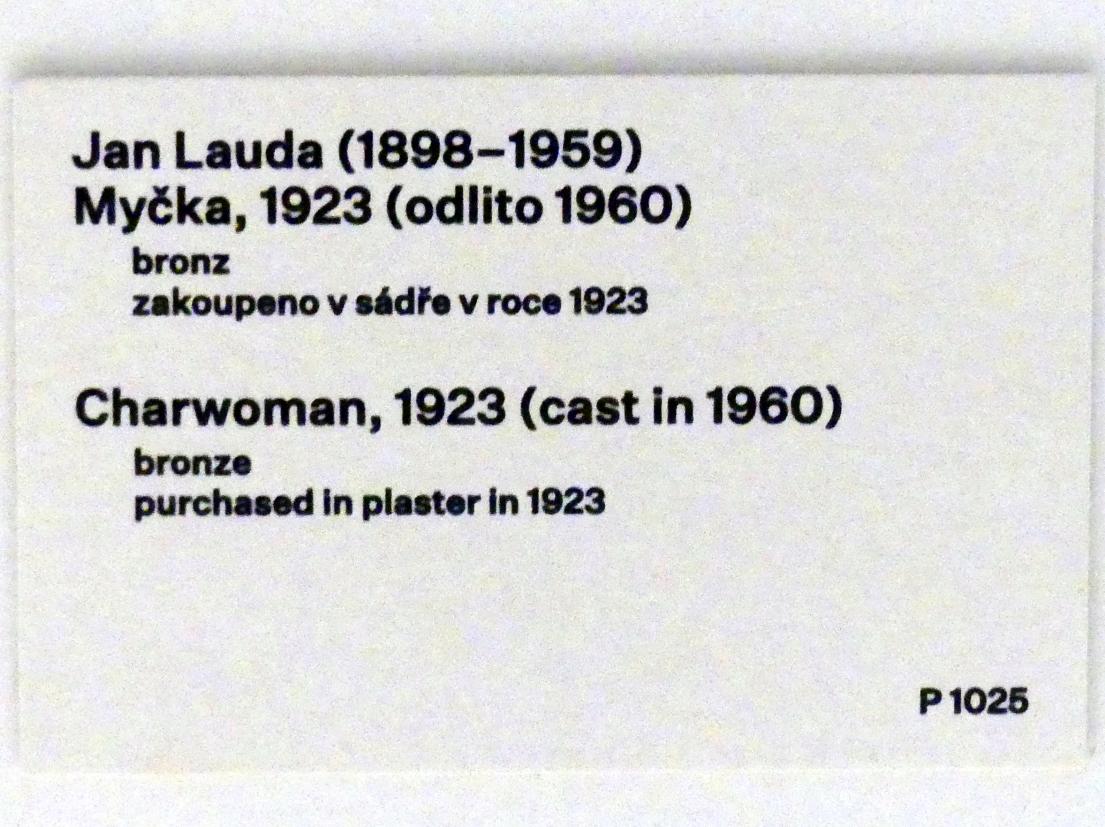 Jan Lauda (1898–1959)
Myčka, 1923 (odlito 1960)
bronz
zakoupeno v sádře v roce 1923
Charwoman, 1923 (cast in 1960)
bronze
purchased in plaster in 1923
P 1025